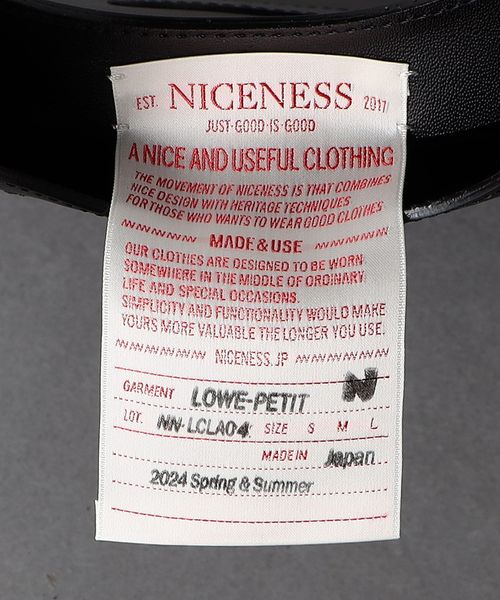 EST. NICENESS 2017
JUST·GOOD·IS·GOOD
A NICE AND USEFUL CLOTHING
THE MOVEMENT OF NICENESS IS THAT COMBINES
NICE DESIGN WITH HERITAGE TECHNIQUES
FOR THOSE WHO WANTS TO WEAR GOOD CLOTHES
MADE & USE
OUR CLOTHES ARE DESIGNED TO BE WORN
SOMEWHERE IN THE MIDDLE OF ORDINARY
LIFE AND SPECIAL OCCASIONS.
SIMPLICITY AND FUNCTIONALITY WOULD MAKE
YOURS MORE VALUABLE THE LONGER YOU USE.
NICENESS.JP
N
GARMENT LOWE-PETIT
LOT. NN-LCLA04 SIZE S M L
MADE IN Japan
2024 Spring & Summer